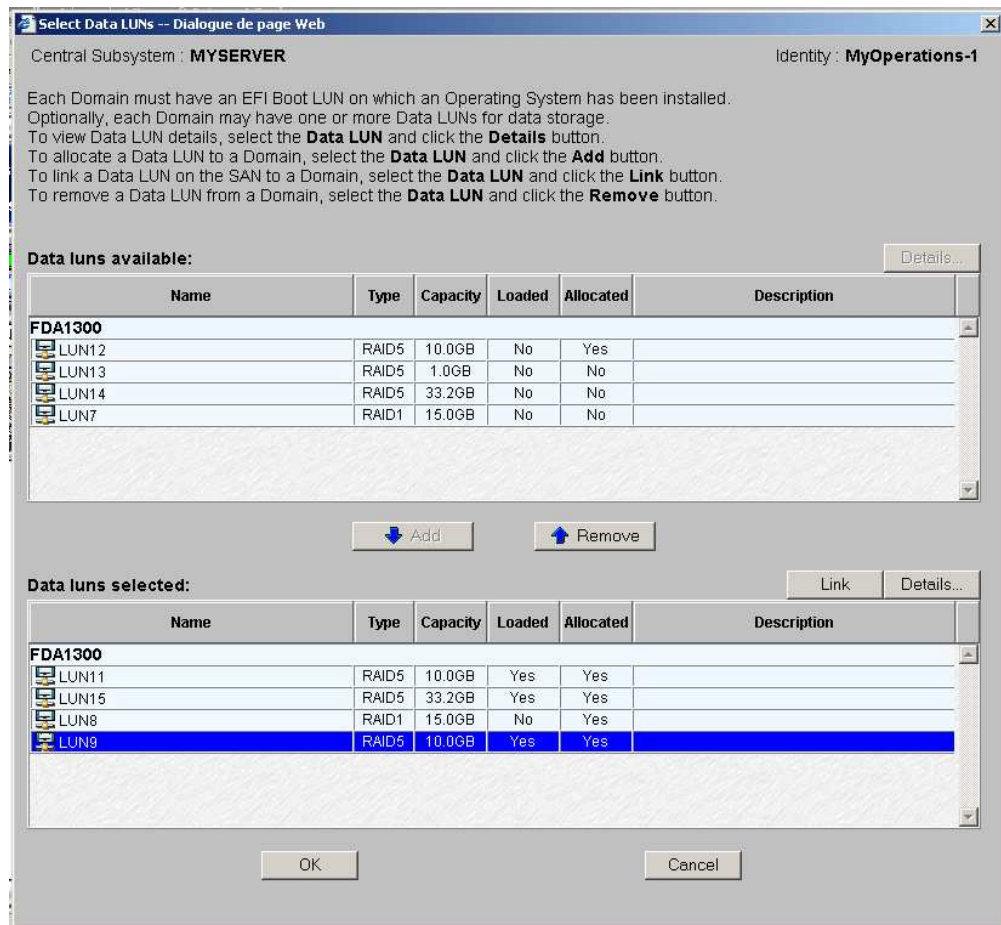 Select Data LUNs -- Dialogue de page Web
Central Subsystem : MYSERVER Identity : MyOperations-1
Each Domain must have an EFI Boot LUN on which an Operating System has been installed.
Optionally, each Domain may have one or more Data LUNs for data storage.
To view Data LUN details, select the Data LUN and click the Details button.
To allocate a Data LUN to a Domain, select the Data LUN and click the Add button.
To link a Data LUN on the SAN to a Domain, select the Data LUN and click the Link button.
To remove a Data LUN from a Domain, select the Data LUN and click the Remove button.
Data luns available: Details...
Name Type Capacity Loaded Allocated Description
FDA1300
LUN12 RAID5 10.0GB No Yes
LUN13 RAID5 1.0GB No No
LUN14 RAID5 33.2GB No No
LUN7 RAID1 15.0GB No No
Add Remove
Data luns selected: Link Details...
Name Type Capacity Loaded Allocated Description
FDA1300
LUN11 RAID5 10.0GB Yes Yes
LUN15 RAID5 33.2GB Yes Yes
LUN8 RAID1 15.0GB No Yes
LUN9 RAID5 10.0GB Yes Yes
OK Cancel